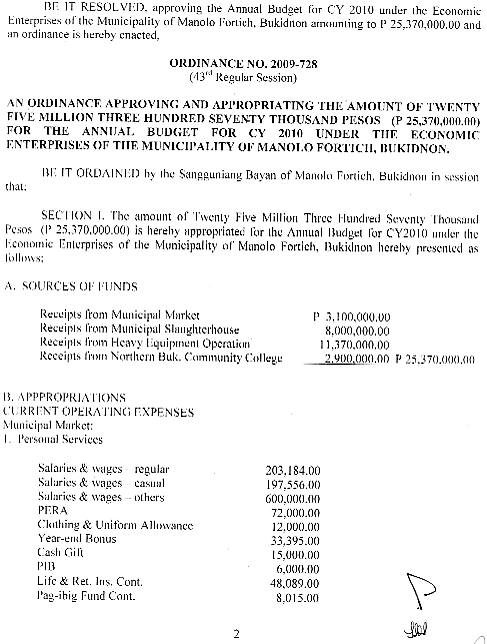 BE IT RESOLVED, approving the Annual Budget for CY 2010 under the Economic
Enterprises of the Municipality of Manolo Fortich, Bukidnon amounting to P 25,370,000.00 and
an ordinance is hereby enacted,
ORDINANCE NO. 2009-728
(43rd Regular Session)
AN ORDINANCE APPROVING AND APPROPRIATING THE AMOUNT OF TWENTY
FIVE MILLION THREE HUNDRED SEVENTY THOUSAND PESOS (P 25,370,000.00)
FOR THE ANNUAL BUDGET FOR CY 2010 UNDER THE ECONOMIC
ENTERPRISES OF THE MUNICIPALITY OF MANOLO FORTICH, BUKIDNON.
BE IT ORDAINED by the Sangguniang Bayan of Manolo Fortich, Bukidnon in session
that:
SECTION 1. The amount of Twenty Five Million Three Hundred Seventy Thousand
Pesos (P 25,370,000.00) is hereby appropriated for the Annual Budget for CY2010 under the
Economic Enterprises of the Municipality of Manolo Fortich, Bukidnon hereby presented as
follows:
A. SOURCES OF FUNDS
Receipts from Municipal Market P 3,100,000.00
Receipts from Municipal Slaughterhouse 8,000,000.00
Receipts from Heavy Equipment Operation 11,370,000.00
Receipts from Northern Buk. Community College 2,900,000.00 P 25,370,000.00
B. APPPROPRIATIONS
CURRENT OPERATING EXPENSES
Municipal Market:
1. Personal Services
Salaries & wages – regular 203,184.00
Salaries & wages – casual 197,556.00
Salaries & wages – others 600,000.00
PERA 72,000.00
Clothing & Uniform Allowance 12,000.00
Year-end Bonus 33,395.00
Cash Gift 15,000.00
PIB 6,000.00
Life & Ret. Ins. Cont. 48,089.00
Pag-ibig Fund Cont. 8,015.00
2